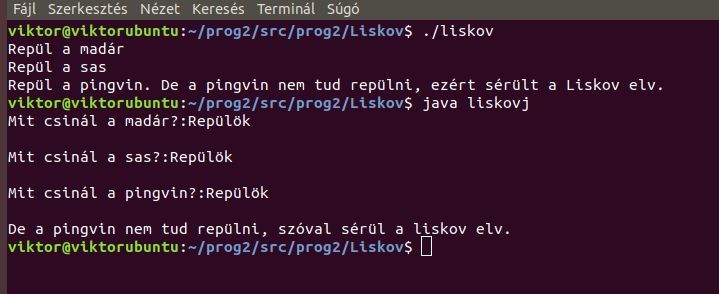 Fájl Szerkesztés Nézet Keresés Terminál Súgó
viktor@viktorubuntu:~/prog2/src/prog2/Liskov$ ./liskov
Repül a madár
Repül a sas
Repül a pingvin. De a pingvin nem tud repülni, ezért sérült a Liskov elv.
viktor@viktorubuntu:~/prog2/src/prog2/Liskov$ java liskovj
Mit csinál a madár?:Repülök
Mit csinál a sas?:Repülök
Mit csinál a pingvin?:Repülök
De a pingvin nem tud repülni, szóval sérül a liskov elv.
viktor@viktorubuntu:~/prog2/src/prog2/Liskov$